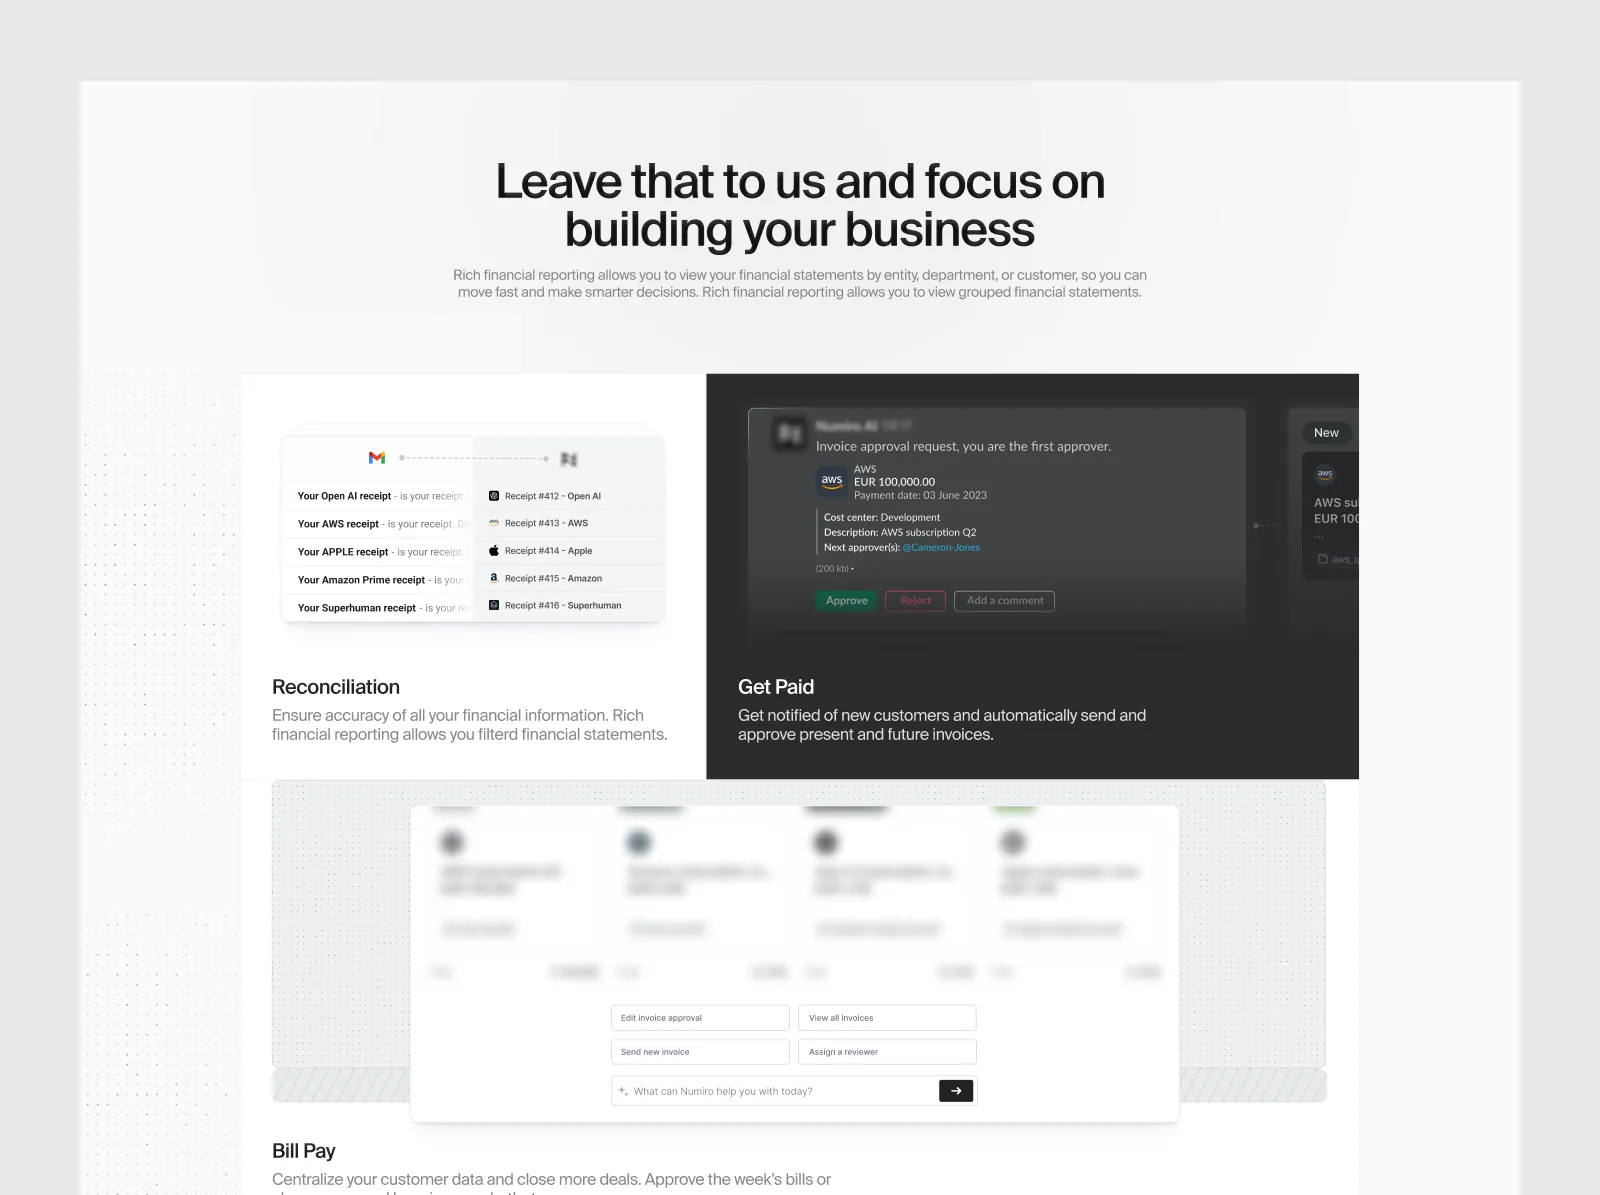 Leave that to us and focus on
building your business
Rich financial reporting allows you to view your financial statements by entity, department, or customer, so you can
move fast and make smarter decisions. Rich financial reporting allows you to view grouped financial statements.
Your Open AI receipt - is your receipt.
Your AWS receipt - is your receipt.
Your APPLE receipt - is your receipt.
Your Amazon Prime receipt - is your
Your Superhuman receipt - is your
Receipt #412 - Open AI
aws Receipt #413 - AWS
Receipt #414 - Apple
a Receipt #415 - Amazon
Receipt #416 - Superhuman
Reconciliation
Ensure accuracy of all your financial information. Rich
financial reporting allows you filterd financial statements.
Numiro AI
Invoice approval request, you are the first approver.
aws
AWS
EUR 100,000.00
Payment date: 03 June 2023
Cost center: Development
Description: AWS subscription Q2
Next approver(s): @Cameron-Jones
(200 kb) •
Approve
Reject
Add a comment
New
aws
AWS su
EUR 100
...
aws_
Get Paid
Get notified of new customers and automatically send and
approve present and future invoices.
Edit invoice approval
View all invoices
Send new invoice
Assign a reviewer
What can Numiro help you with today?
Bill Pay
Centralize your customer data and close more deals. Approve the week's bills or